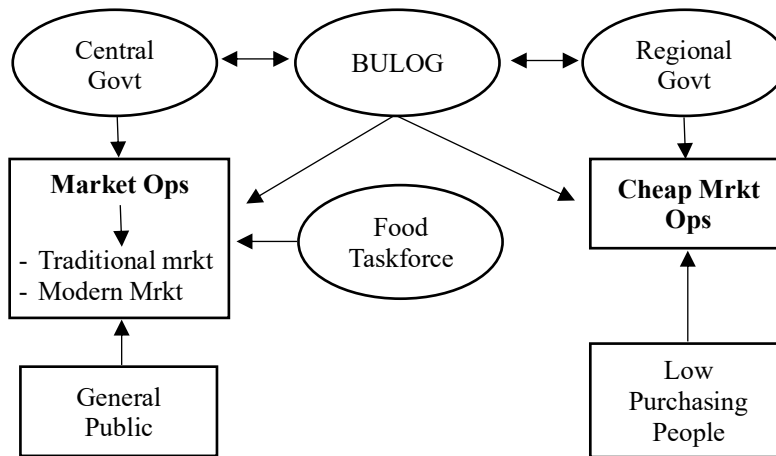 Central
Govt
BULOG
Regional
Govt
Market Ops
- Traditional mrkt
- Modern Mrkt
Food
Taskforce
Cheap Mrkt
Ops
General
Public
Low
Purchasing
People